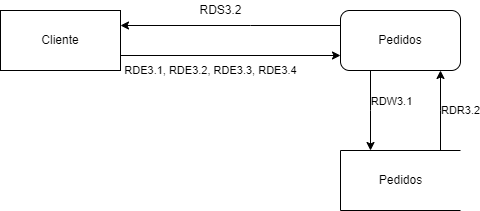 RDS3.2
Cliente
Pedidos
RDE3.1, RDE3.2, RDE3.3, RDE3.4
RDW3.1
RDR3.2
Pedidos